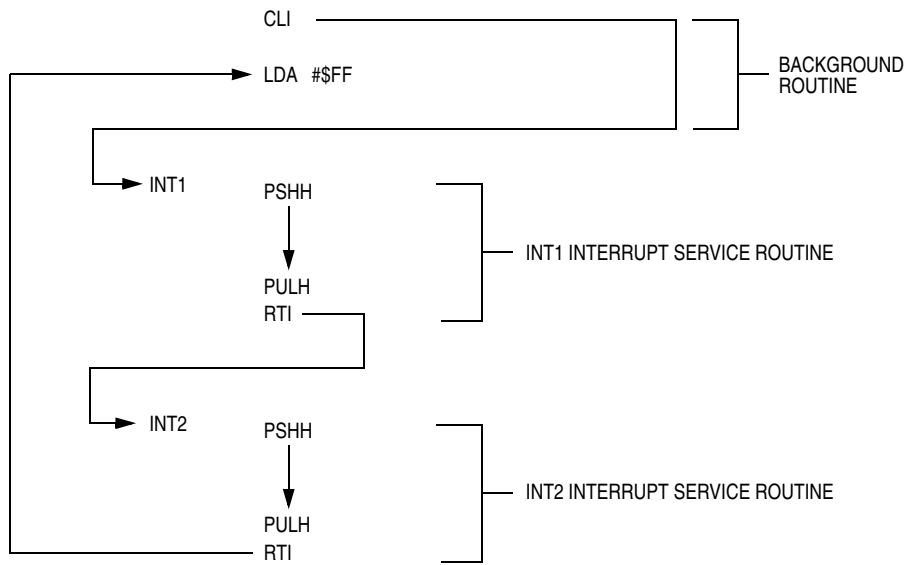 CLI
LDA #$FF
BACKGROUND
ROUTINE
INT1
PSHH
INT1 INTERRUPT SERVICE ROUTINE
PULH
RTI
INT2
PSHH
INT2 INTERRUPT SERVICE ROUTINE
PULH
RTI